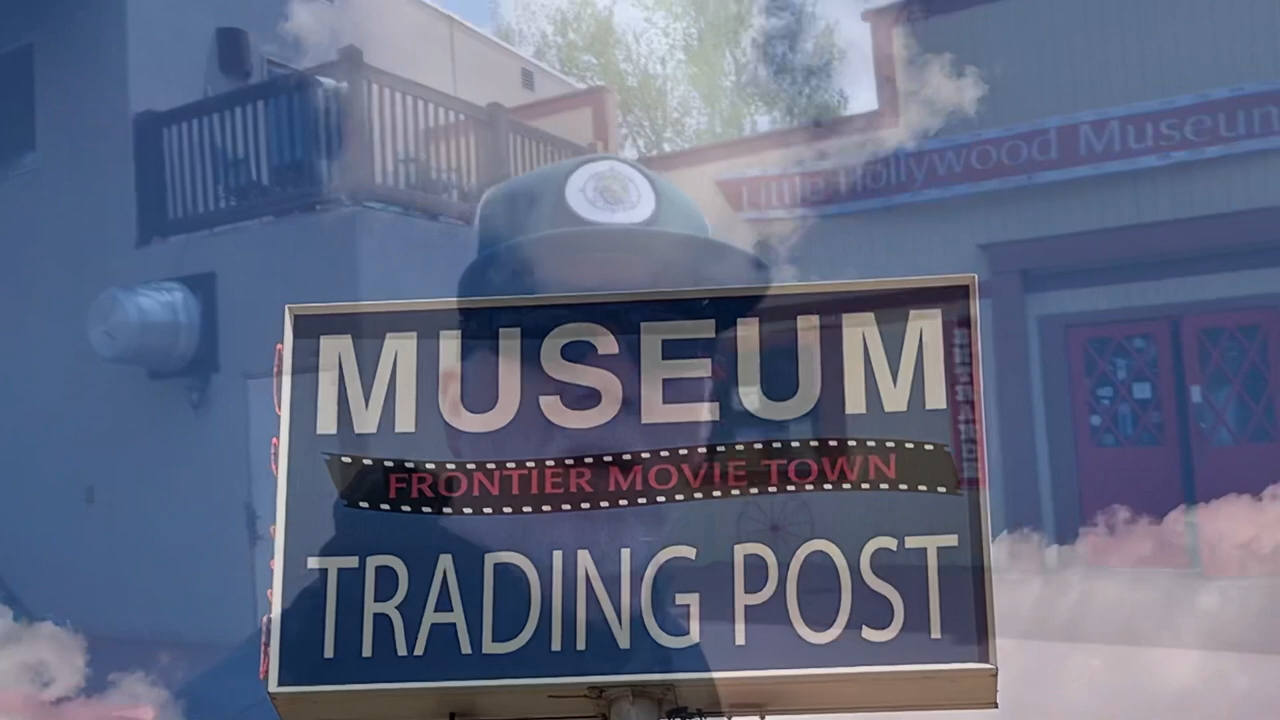 Little Hollywood Museum
MUSEUM
FRONTIER MOVIE TOWN
TRADING POST